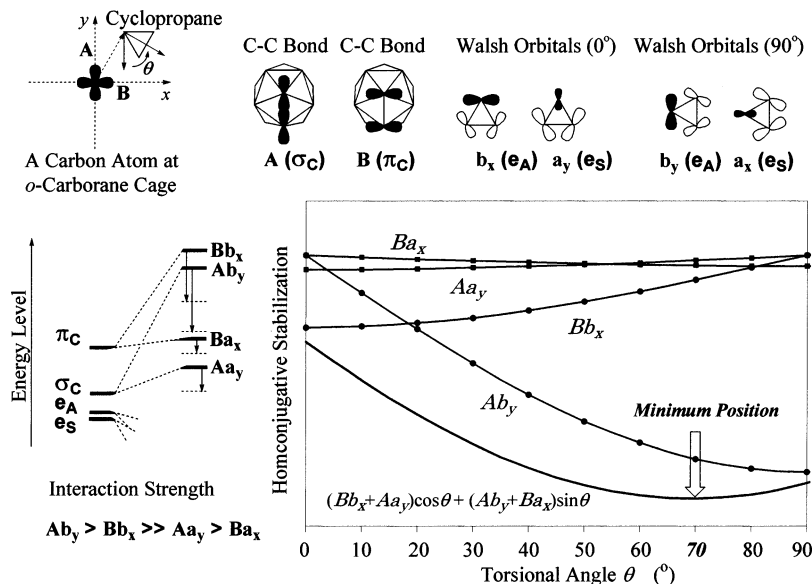 y
Cyclopropane
A
θ
B
x
A Carbon Atom at
o-Carborane Cage
C-C Bond
C-C Bond
Walsh Orbitals (0°)
Walsh Orbitals (90°)
A (σC)
B (πC)
bx (eA)
ay (eS)
by (eA)
ax (eS)
Energy Level
Bbx
Aby
πC
Bax
σC
Aay
eA
eS
Interaction Strength
Aby > Bbx >> Aay > Bax
Homconjugative Stabilization
Bax
Aay
Bbx
Aby
Minimum Position
(Bbx+Aay)cosθ + (Aby+Bax)sinθ
0 10 20 30 40 50 60 70 80 90
Torsional Angle θ (°)